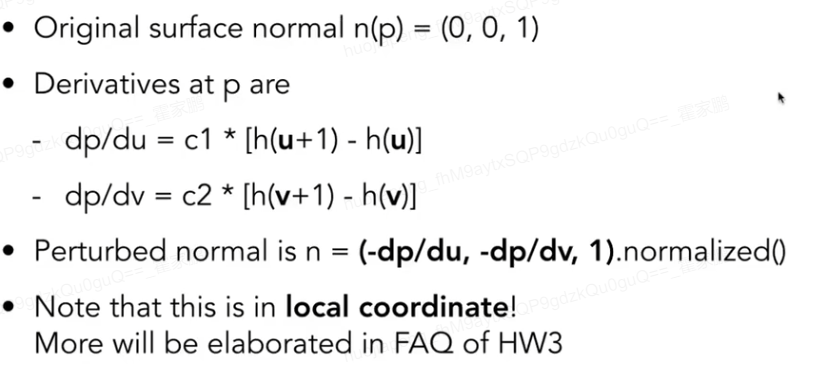 • Original surface normal n(p) = (0, 0, 1)
• Derivatives at p are
- dp/du = c1 * [h(u+1) - h(u)]
- dp/dv = c2 * [h(v+1) - h(v)]
• Perturbed normal is n = (-dp/du, -dp/dv, 1).normalized()
• Note that this is in local coordinate!
More will be elaborated in FAQ of HW3